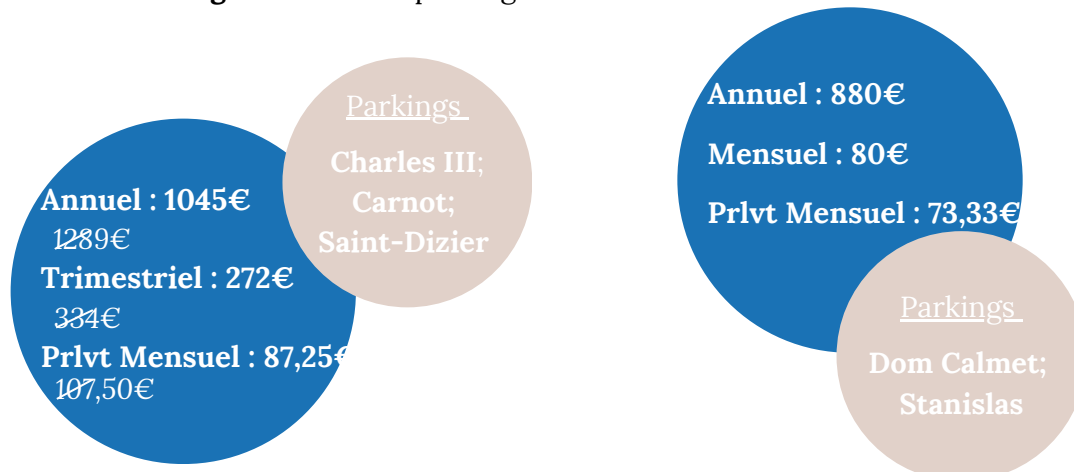 Parkings
Charles III;
Carnot;
Saint-Dizier
Annuel : 1045€
1289€
Trimestriel : 272€
334€
Prlvt Mensuel : 87,25€
107,50€
Annuel : 880€
Mensuel : 80€
Prlvt Mensuel : 73,33€
Parkings
Dom Calmet;
Stanislas